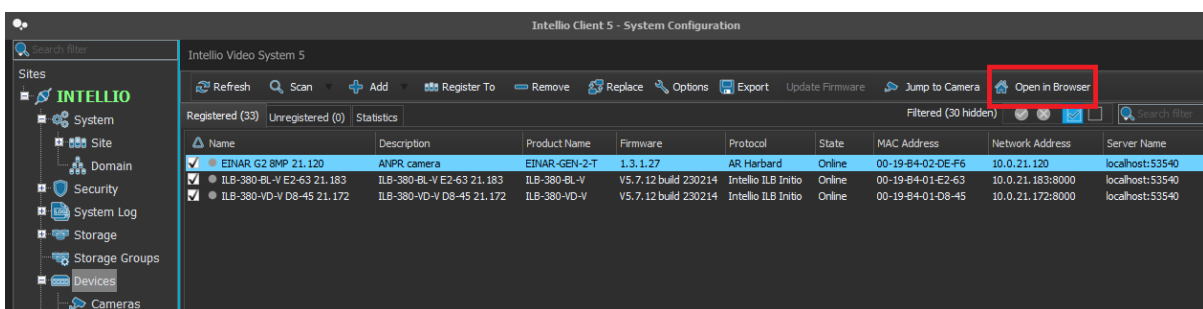 Intellio Client 5 - System Configuration
Search filter
Intellio Video System 5
Sites
Refresh Scan Add Register To Remove Replace Options Export Update Firmware Jump to Camera Open in Browser
INTELLIO
System
Site
Domain
Security
System Log
Storage
Storage Groups
Devices
Cameras
Registered (33) Unregistered (0) Statistics Filtered (30 hidden) Search filter
Name Description Product Name Firmware Protocol State MAC Address Network Address Server Name
EINAR G2 8MP 21.120 ANPR camera EINAR-GEN-2-T 1.3.1.27 AR Harbard Online 00-19-B4-02-DE-F6 10.0.21.120 localhost:53540
ILB-380-BL-V E2-63 21.183 ILB-380-BL-V E2-63 21.183 ILB-380-BL-V V5.7.12 build 230214 Intellio ILB Initio Online 00-19-B4-01-E2-63 10.0.21.183:8000 localhost:53540
ILB-380-VD-V D8-45 21.172 ILB-380-VD-V D8-45 21.172 ILB-380-VD-V V5.7.12 build 230214 Intellio ILB Initio Online 00-19-B4-01-D8-45 10.0.21.172:8000 localhost:53540